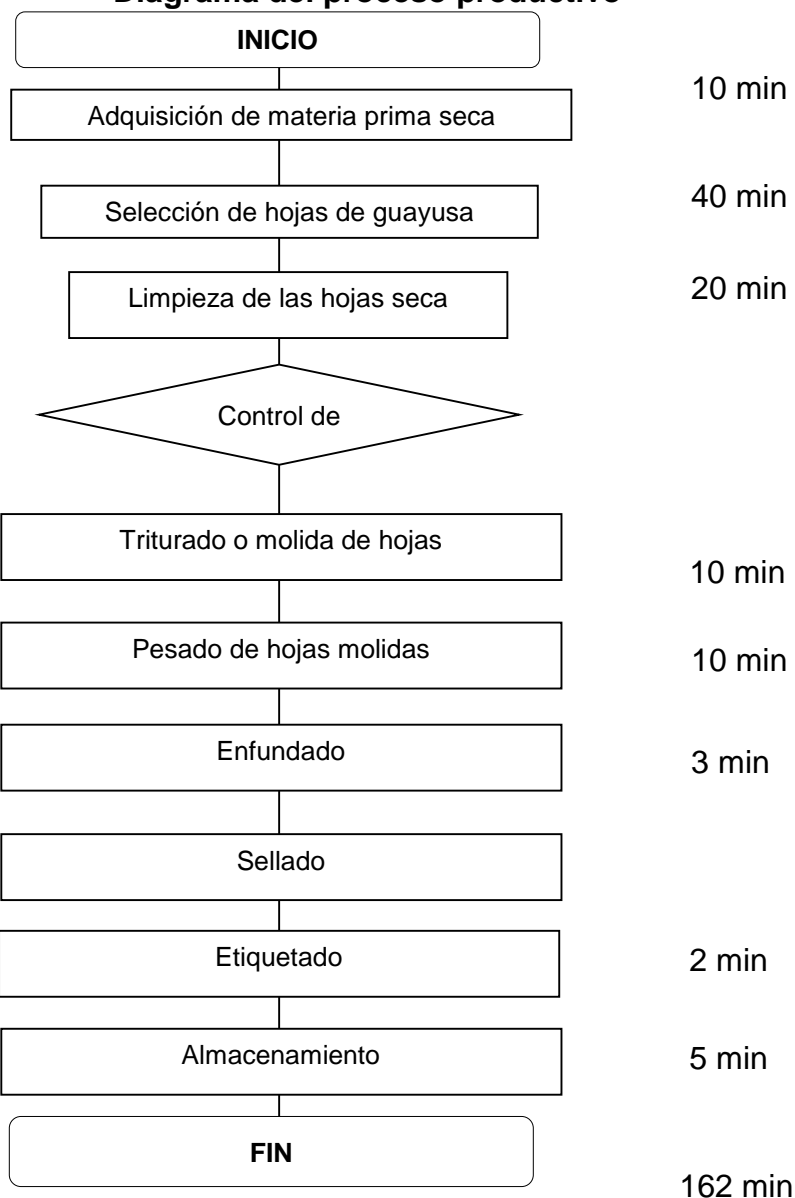 Diagrama del proceso productivo
INICIO
10 min
Adquisición de materia prima seca
40 min
Selección de hojas de guayusa
20 min
Limpieza de las hojas seca
Control de
Triturado o molida de hojas
10 min
Pesado de hojas molidas
10 min
Enfundado
3 min
Sellado
Etiquetado
2 min
Almacenamiento
5 min
FIN
162 min